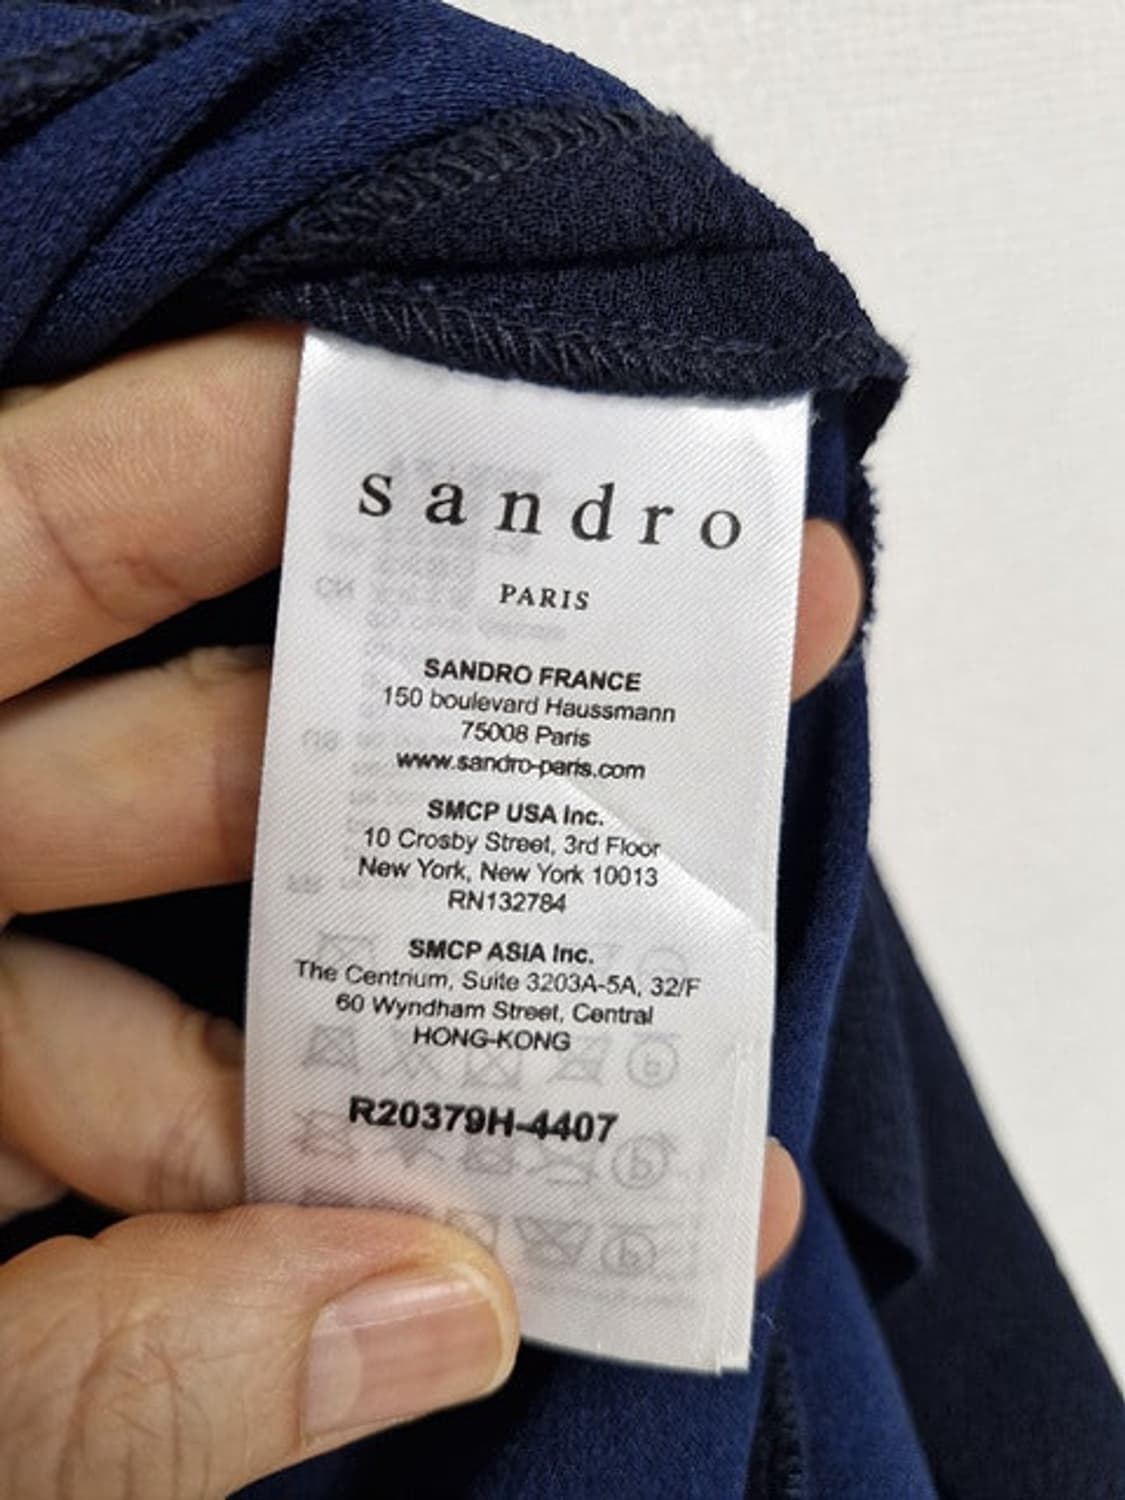 sandro
PARIS
SANDRO FRANCE
150 boulevard Haussmann
75008 Paris
www.sandro-paris.com
SMCP USA Inc.
10 Crosby Street, 3rd Floor
New York, New York 10013
RN132784
SMCP ASIA Inc.
The Centrium, Suite 3203A-5A, 32/F
60 Wyndham Street, Central
HONG-KONG
R20379H-4407